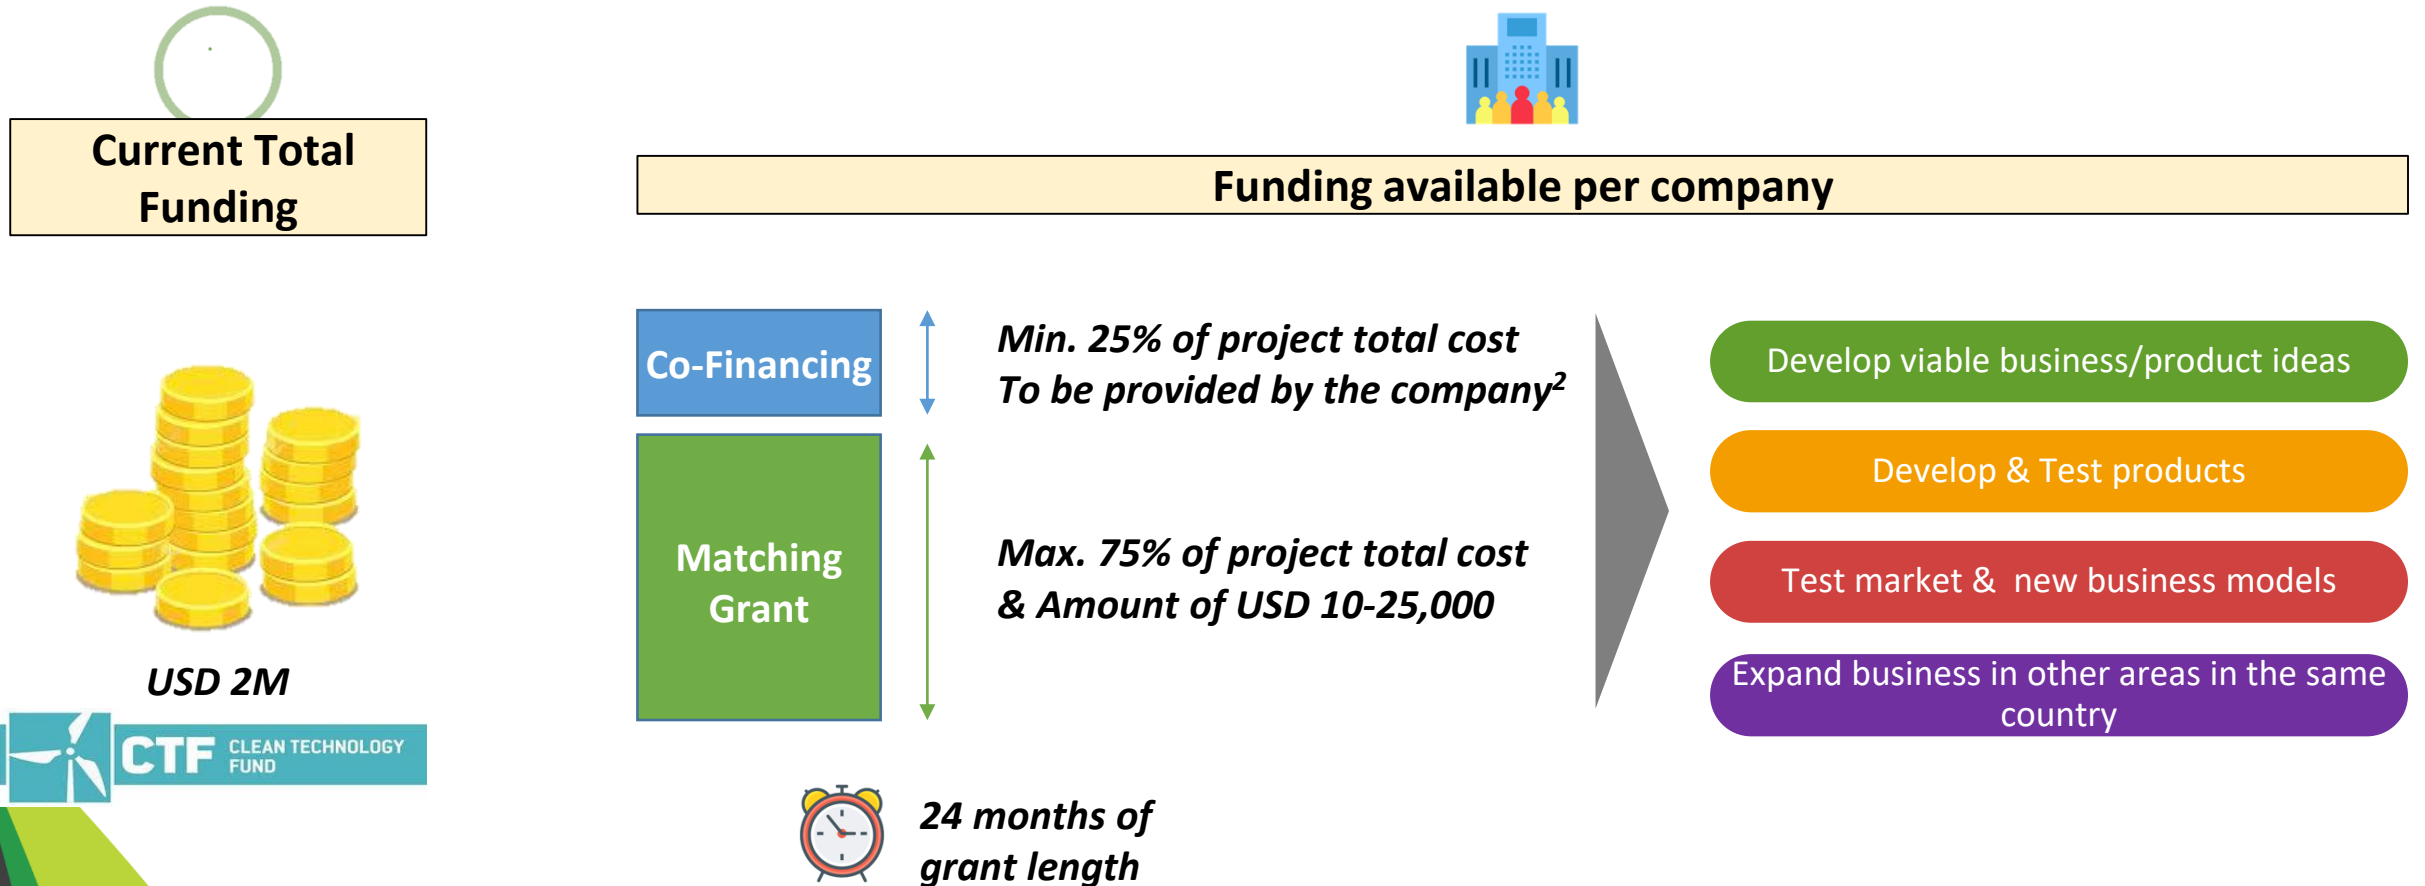 Current Total
Funding
USD 2M
CTF CLEAN TECHNOLOGY
FUND
Funding available per company
Co-Financing
Min. 25% of project total cost
To be provided by the company²
Matching
Grant
Max. 75% of project total cost
& Amount of USD 10-25,000
24 months of
grant length
Develop viable business/product ideas
Develop & Test products
Test market &  new business models
Expand business in other areas in the same
country